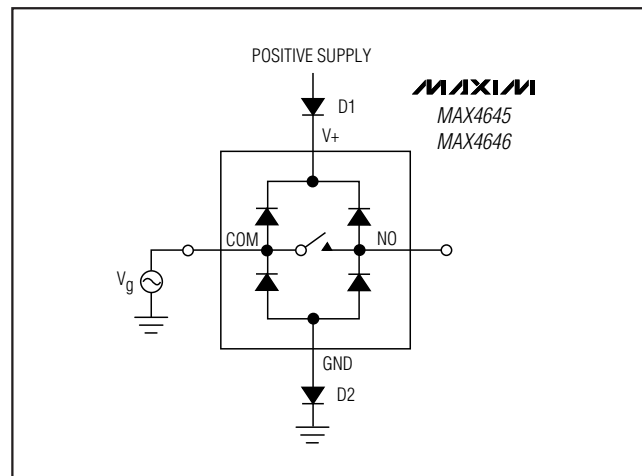 POSITIVE SUPPLY
MAXIM
D1
MAX4645
V+
MAX4646
COM
NO
Vg
GND
D2